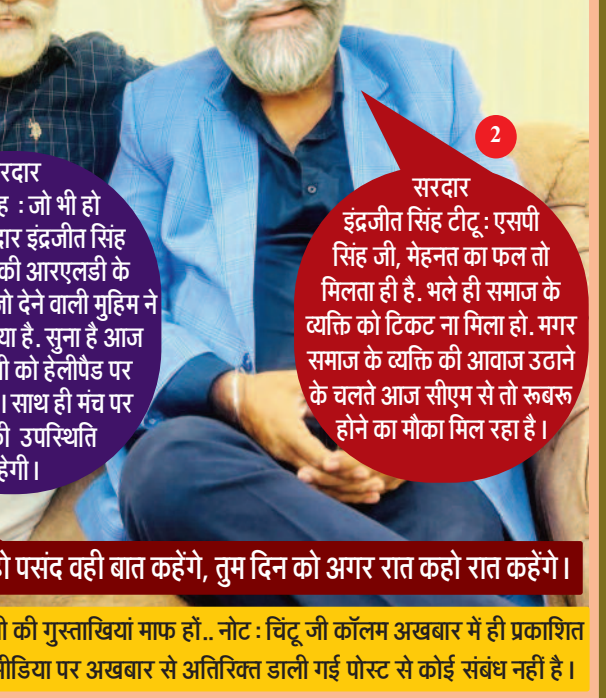 रदार
ह : जो भी हो
दार इंद्रजीत सिंह
की आरएलडी के
जो देने वाली मुहिम ने
या है. सुना है आज
नी को हेलीपैड पर
। साथ ही मंच पर
की उपस्थिति
हेगी।
2
सरदार
इंद्रजीत सिंह टीटू : एसपी
सिंह जी, मेहनत का फल तो
मिलता ही है. भले ही समाज के
व्यक्ति को टिकट ना मिला हो. मगर
समाज के व्यक्ति की आवाज उठाने
के चलते आज सीएम से तो रूबरू
होने का मौका मिल रहा है।
हो पसंद वही बात कहेंगे, तुम दिन को अगर रात कहो रात कहेंगे।
जी की गुस्ताखियां माफ हों.. नोट : चिंटू जी कॉलम अखबार में ही प्रकाशित
मीडिया पर अखबार से अतिरिक्त डाली गई पोस्ट से कोई संबंध नहीं है।